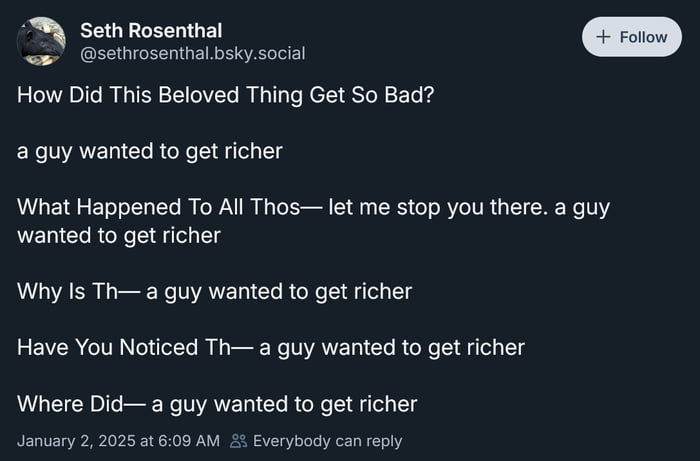 Seth Rosenthal
@sethrosenthal.bsky.social
+ Follow
How Did This Beloved Thing Get So Bad?
a guy wanted to get richer
What Happened To All Thos— let me stop you there. a guy
wanted to get richer
Why Is Th— a guy wanted to get richer
Have You Noticed Th— a guy wanted to get richer
Where Did— a guy wanted to get richer
January 2, 2025 at 6:09 AM Everybody can reply